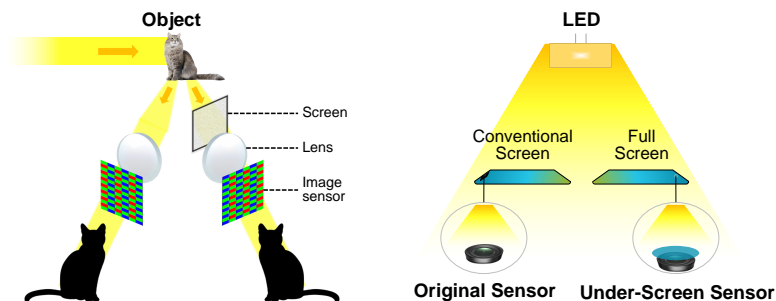 Object
Screen
Lens
Image
sensor
LED
Conventional
Screen
Full
Screen
Original Sensor
Under-Screen Sensor